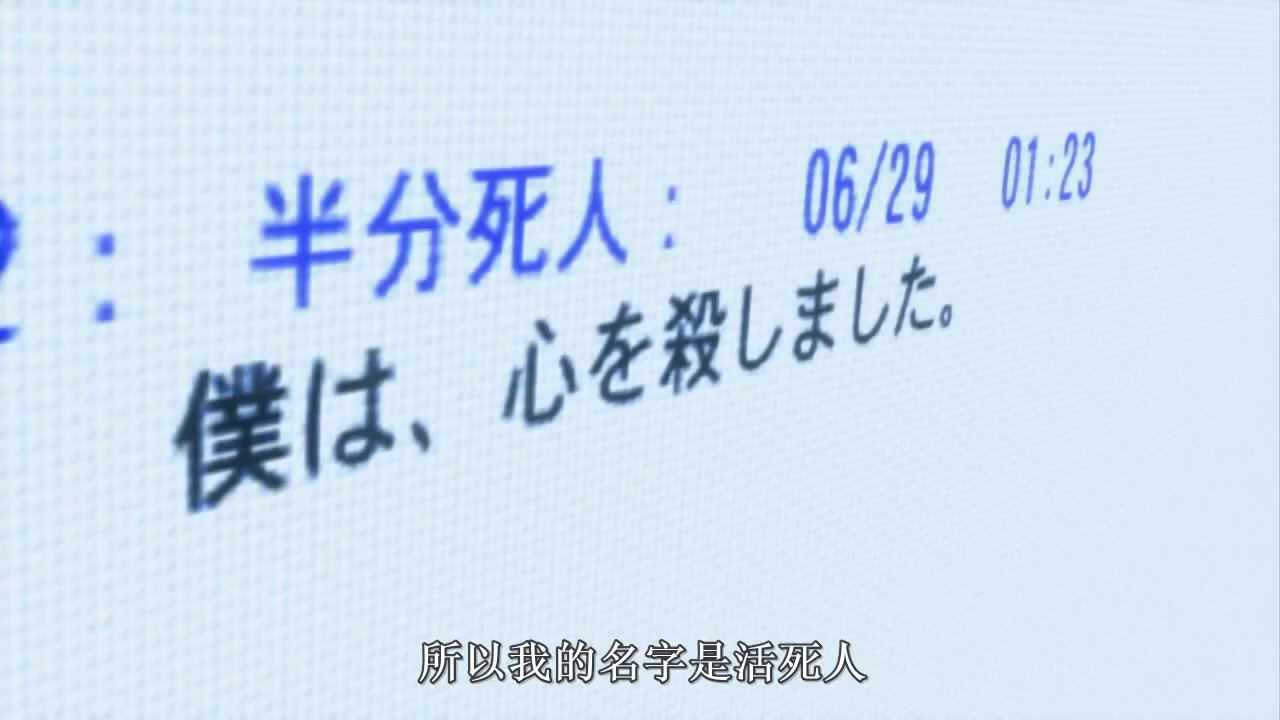 : 半分死人: 06/29 01:23
僕は、心を殺しました。
所以我的名字是活死人